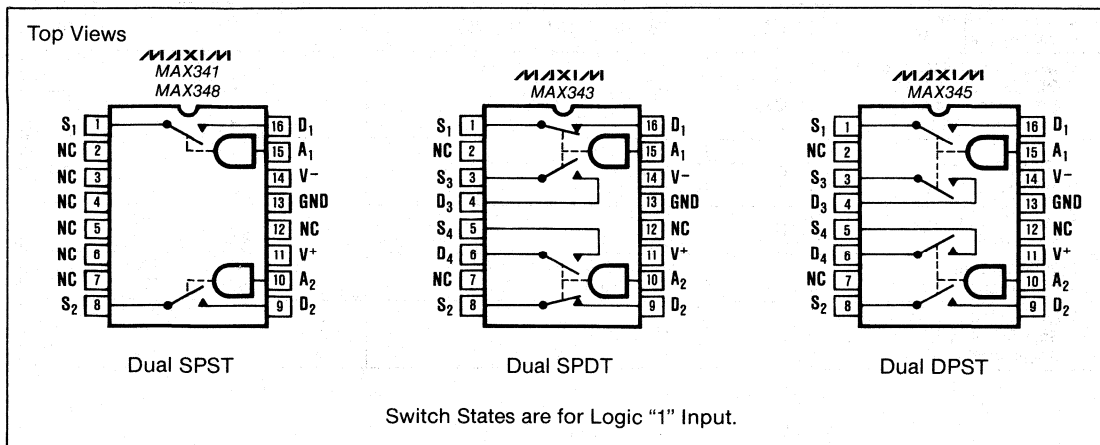 Top Views
MAXIM
MAX341
MAX348
S1 1
NC 2
NC 3
NC 4
NC 5
NC 6
NC 7
S2 8
16 D1
15 A1
14 V−
13 GND
12 NC
11 V+
10 A2
9 D2
Dual SPST
MAXIM
MAX343
S1 1
NC 2
S3 3
D3 4
S4 5
D4 6
NC 7
S2 8
16 D1
15 A1
14 V−
13 GND
12 NC
11 V+
10 A2
9 D2
Dual SPDT
MAXIM
MAX345
S1 1
NC 2
S3 3
D3 4
S4 5
D4 6
NC 7
S2 8
16 D1
15 A1
14 V−
13 GND
12 NC
11 V+
10 A2
9 D2
Dual DPST
Switch States are for Logic “1” Input.